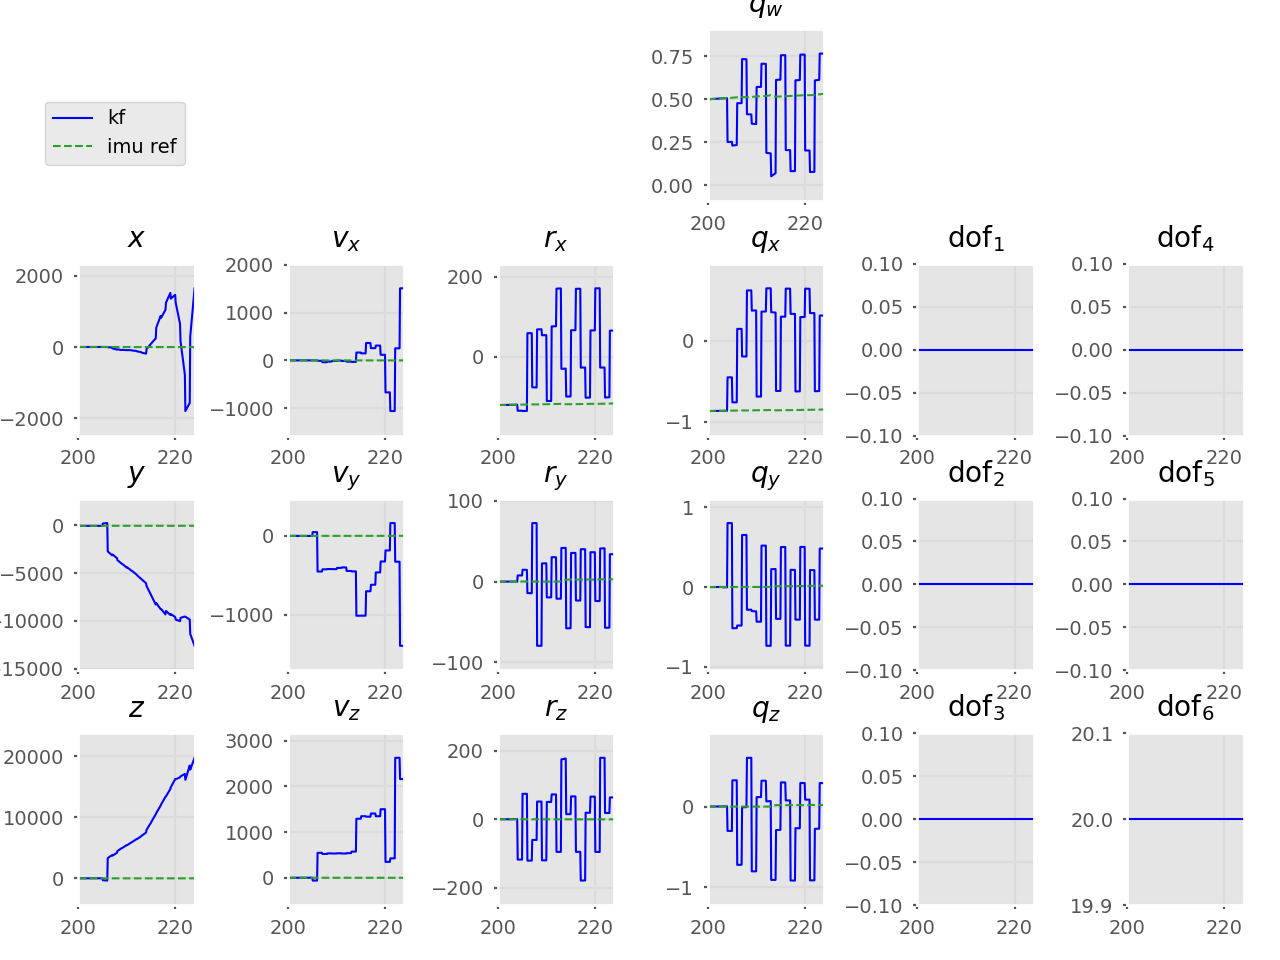 q_w
0.75
0.50
0.25
0.00
200 220
kf
imu ref
x v_x r_x q_x dof_1 dof_4
2000 2000 200 0 0.10 0.10
0 1000 0 −1 0.05 0.05
−2000 0 0.00 0.00
−1000 −0.05 −0.05
−0.10 −0.10
200 220 200 220 200 220 200 220 200 220 200 220
y v_y r_y q_y dof_2 dof_5
0 0 100 1 0.10 0.10
−5000 −1000 0 0 0.05 0.05
−10000 −100 −1 0.00 0.00
15000 −0.05 −0.05
−0.10 −0.10
200 220 200 220 200 220 200 220 200 220 200 220
z v_z r_z q_z dof_3 dof_6
20000 3000 200 0 0.10 20.1
10000 2000 0 −1 0.05 20.0
0 1000 −200 0.00 19.9
0 −0.05
−0.10
200 220 200 220 200 220 200 220 200 220 200 220